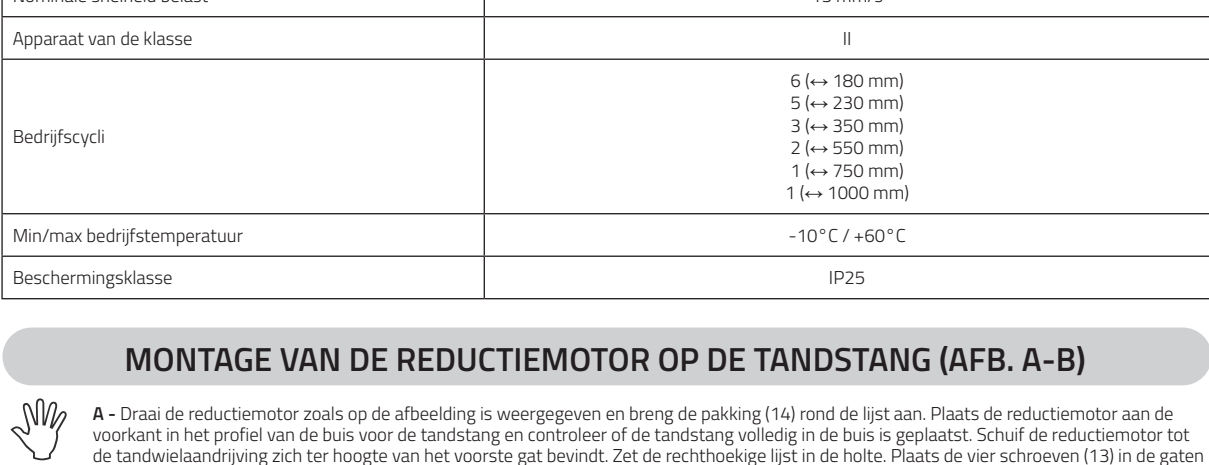 Nominale snelheid belast 15 mm/s
Apparaat van de klasse II
Bedrijfscycli
6 (↔ 180 mm)
5 (↔ 230 mm)
3 (↔ 350 mm)
2 (↔ 550 mm)
1 (↔ 750 mm)
1 (↔ 1000 mm)
Min/max bedrijfstemperatuur -10°C / +60°C
Beschermingsklasse IP25
MONTAGE VAN DE REDUCTIEMOTOR OP DE TANDSTANG (AFB. A-B)
A - Draai de reductiemotor zoals op de afbeelding is weergegeven en breng de pakking (14) rond de lijst aan. Plaats de reductiemotor aan de
voorkant in het profiel van de buis voor de tandstang en controleer of de tandstang volledig in de buis is geplaatst. Schuif de reductiemotor tot
de tandwielaandrijving zich ter hoogte van het voorste gat bevindt. Zet de rechthoekige lijst in de holte. Plaats de vier schroeven (13) in de gaten